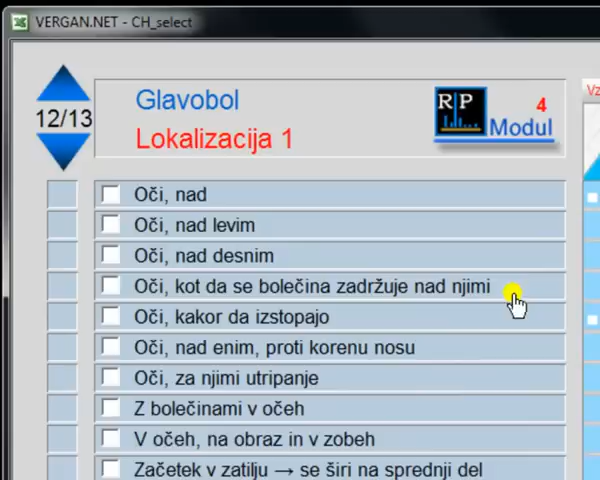 VERGAN.NET - CH_select
12/13
Glavobol
Lokalizacija 1
RP
4
Modul
Vz
Oči, nad
Oči, nad levim
Oči, nad desnim
Oči, kot da se bolečina zadržuje nad njimi
Oči, kakor da izstopajo
Oči, nad enim, proti korenu nosu
Oči, za njimi utripanje
Z bolečinami v očeh
V očeh, na obraz in v zobeh
Začetek v zatilju → se širi na sprednji del